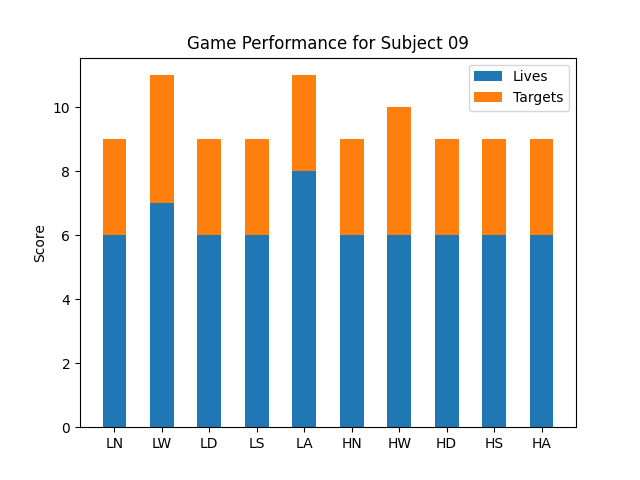 Game Performance for Subject 09
Lives
Targets
10
8
6
4
2
0
Score
LN LW LD LS LA HN HW HD HS HA